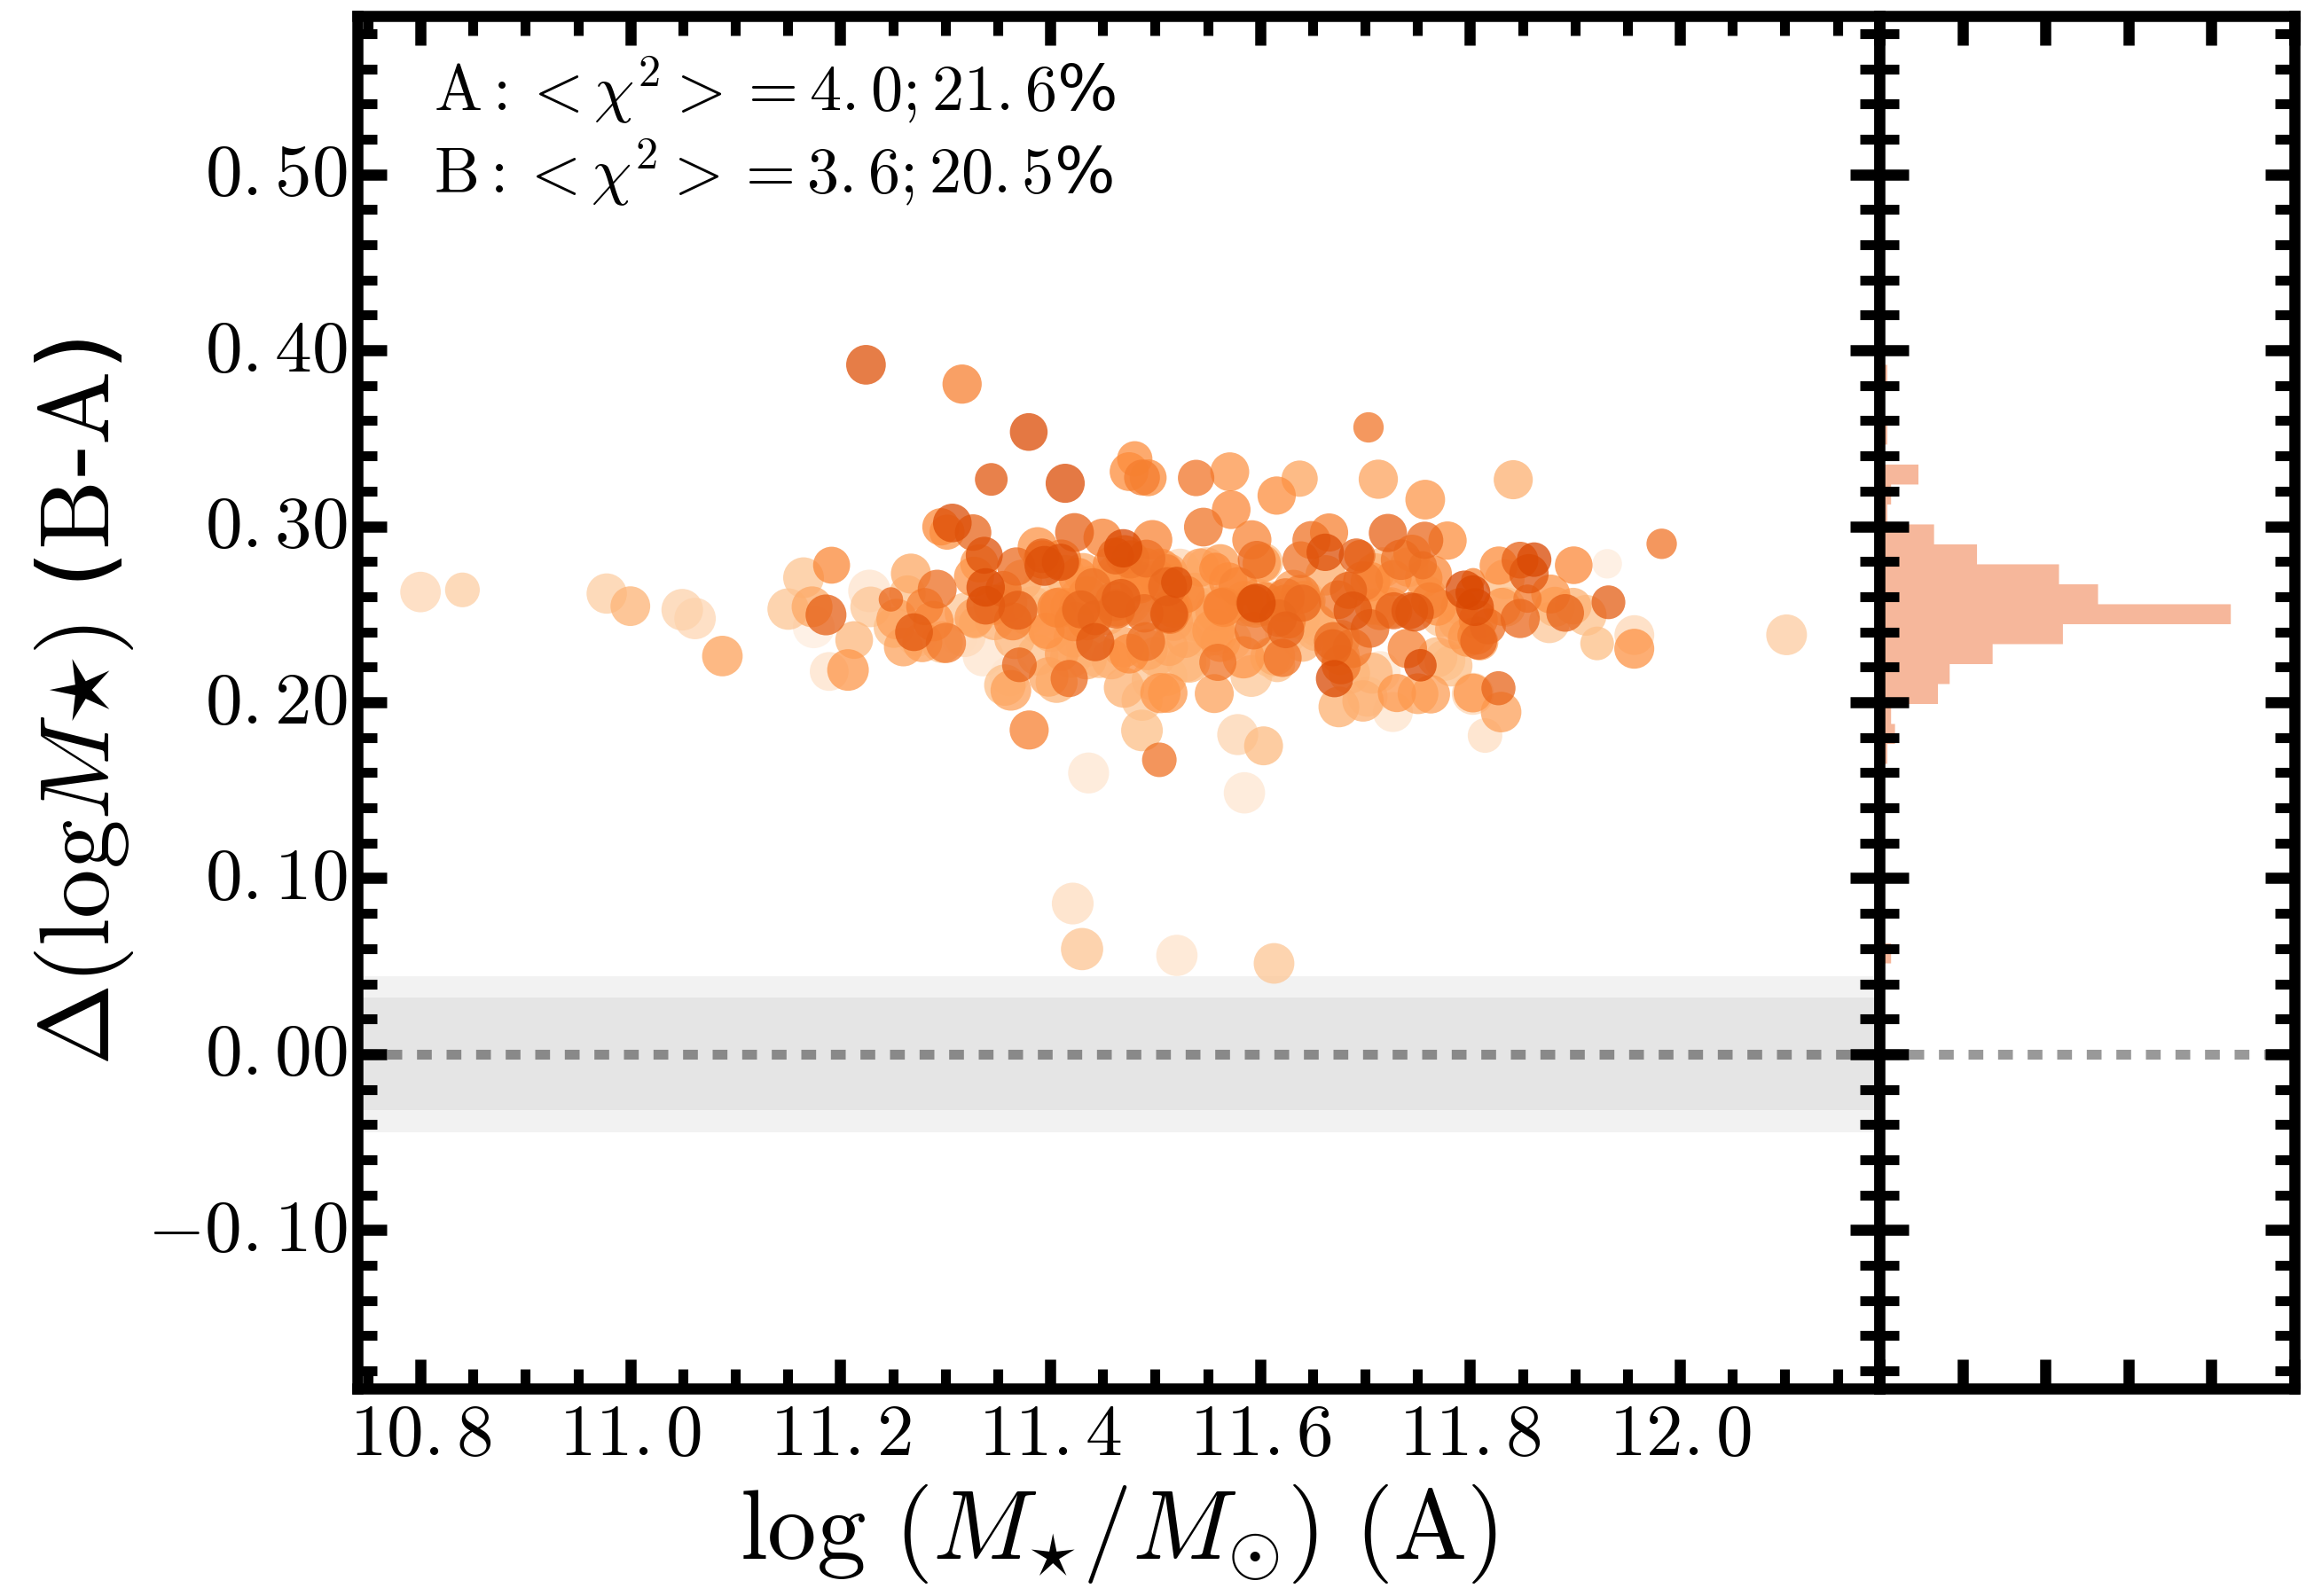 A : < χ² > = 4.0; 21.6%
B : < χ² > = 3.6; 20.5%
0.50
0.40
0.30
0.20
0.10
0.00
−0.10
Δ(log M★) (B-A)
10.8 11.0 11.2 11.4 11.6 11.8 12.0
log (M★/M⊙) (A)